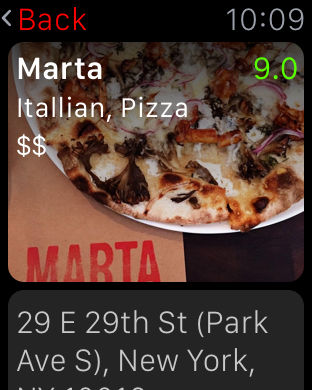 Back 10:09
Marta 9.0
Itallian, Pizza
$$
MARTA
29 E 29th St (Park
Ave S), New York,